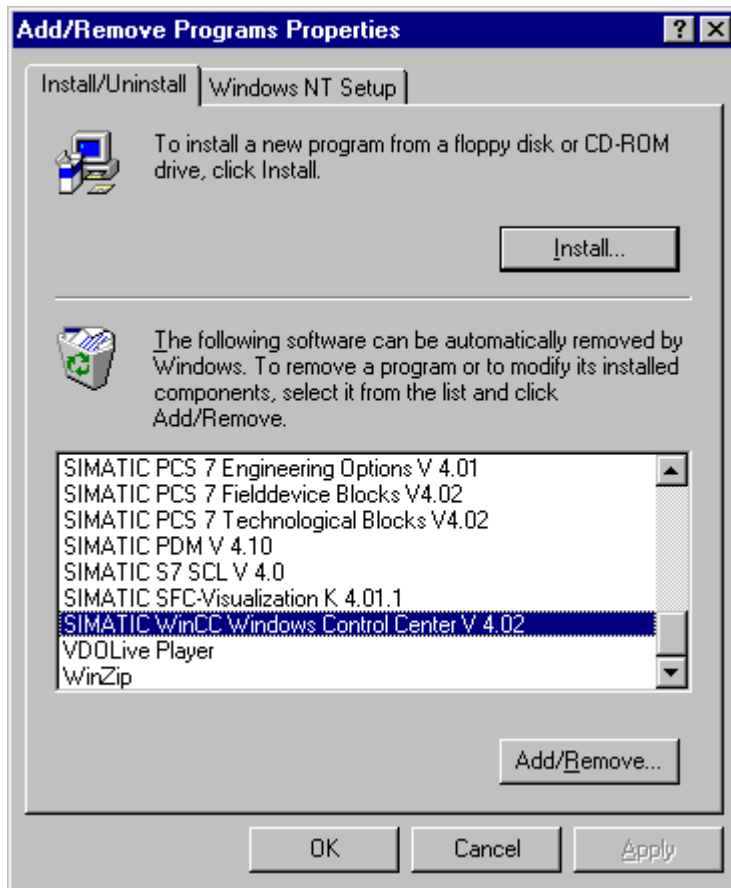 Add/Remove Programs Properties
Install/Uninstall
Windows NT Setup
To install a new program from a floppy disk or CD-ROM
drive, click Install.
Install...
The following software can be automatically removed by
Windows. To remove a program or to modify its installed
components, select it from the list and click
Add/Remove.
SIMATIC PCS 7 Engineering Options V 4.01
SIMATIC PCS 7 Fielddevice Blocks V4.02
SIMATIC PCS 7 Technological Blocks V4.02
SIMATIC PDM V 4.10
SIMATIC S7 SCL V 4.0
SIMATIC SFC-Visualization K 4.01.1
SIMATIC WinCC Windows Control Center V 4.02
VDOLive Player
WinZip
Add/Remove...
OK
Cancel
Apply